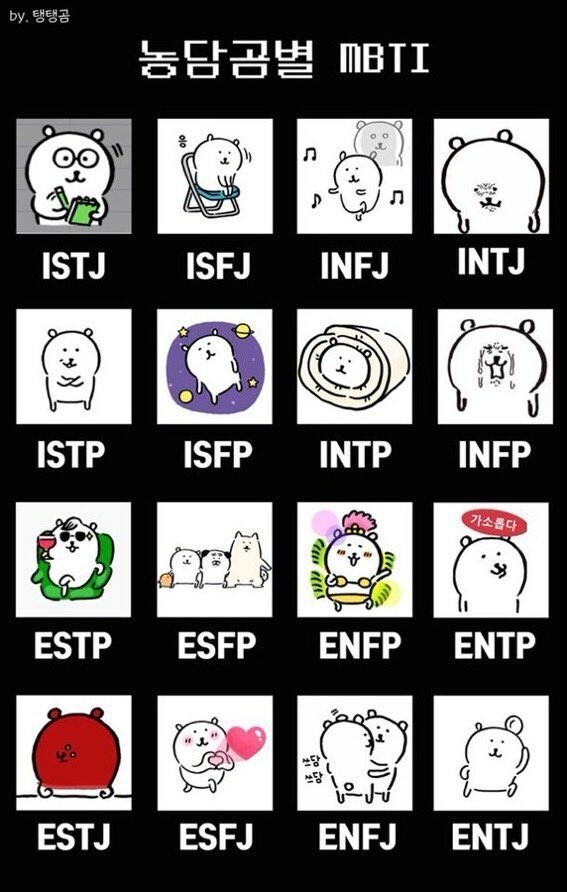 by. 탱탱곰
농담곰별 MBTI
응
ISTJ ISFJ INFJ INTJ
ISTP ISFP INTP INFP
가소롭다
ESTP ESFP ENFP ENTP
쓰담
쓰담
ESTJ ESFJ ENFJ ENTJ